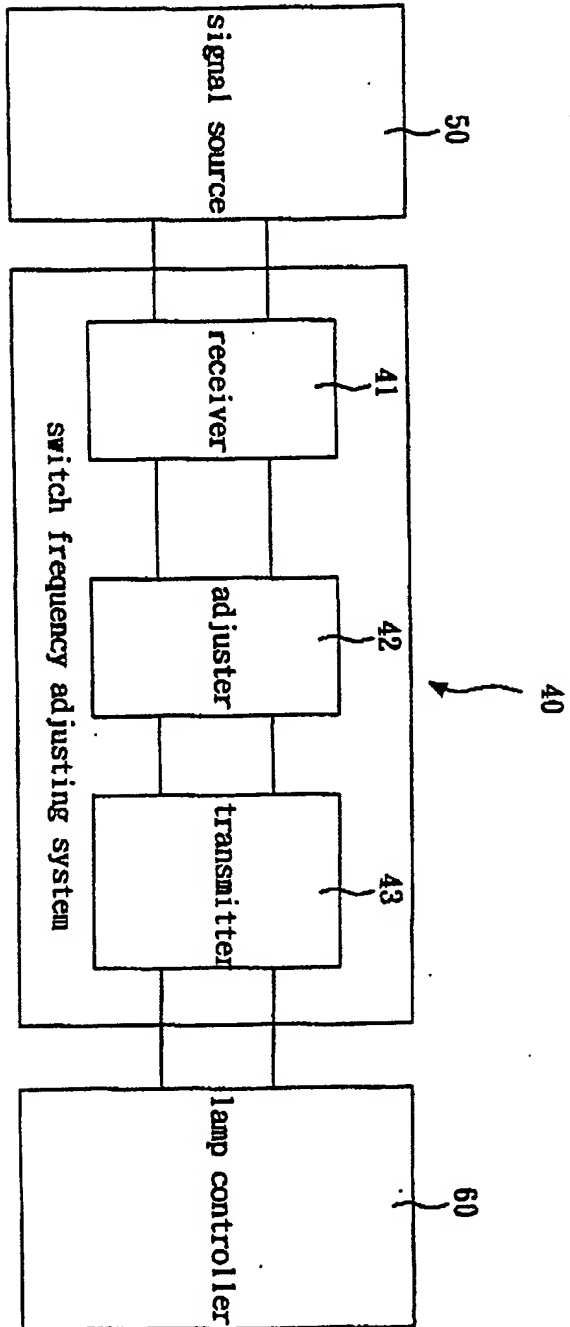 40
50
signal source
41
receiver
42
adjuster
43
transmitter
switch frequency adjusting system
60
lamp controller